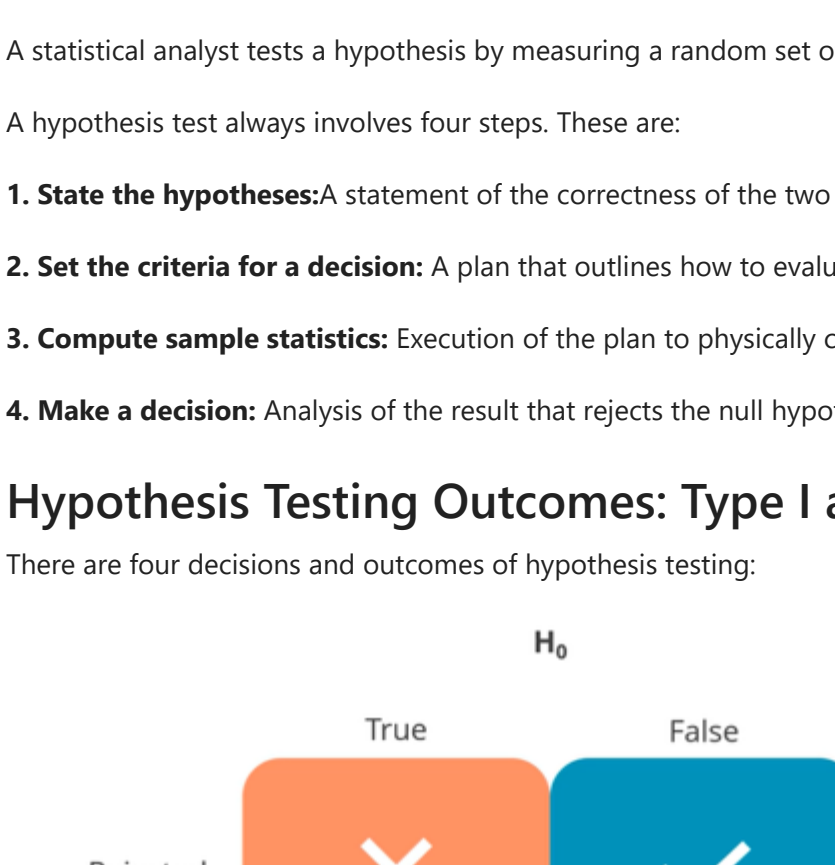 A statistical analyst tests a hypothesis by measuring a random set
A hypothesis test always involves four steps. These are:
1. State the hypotheses:A statement of the correctness of the two
2. Set the criteria for a decision: A plan that outlines how to
3. Compute sample statistics: Execution of the plan to physically
4. Make a decision: Analysis of the result that rejects the null
Hypothesis Testing Outcomes: Type I
There are four decisions and outcomes of hypothesis testing:
H₀
True False